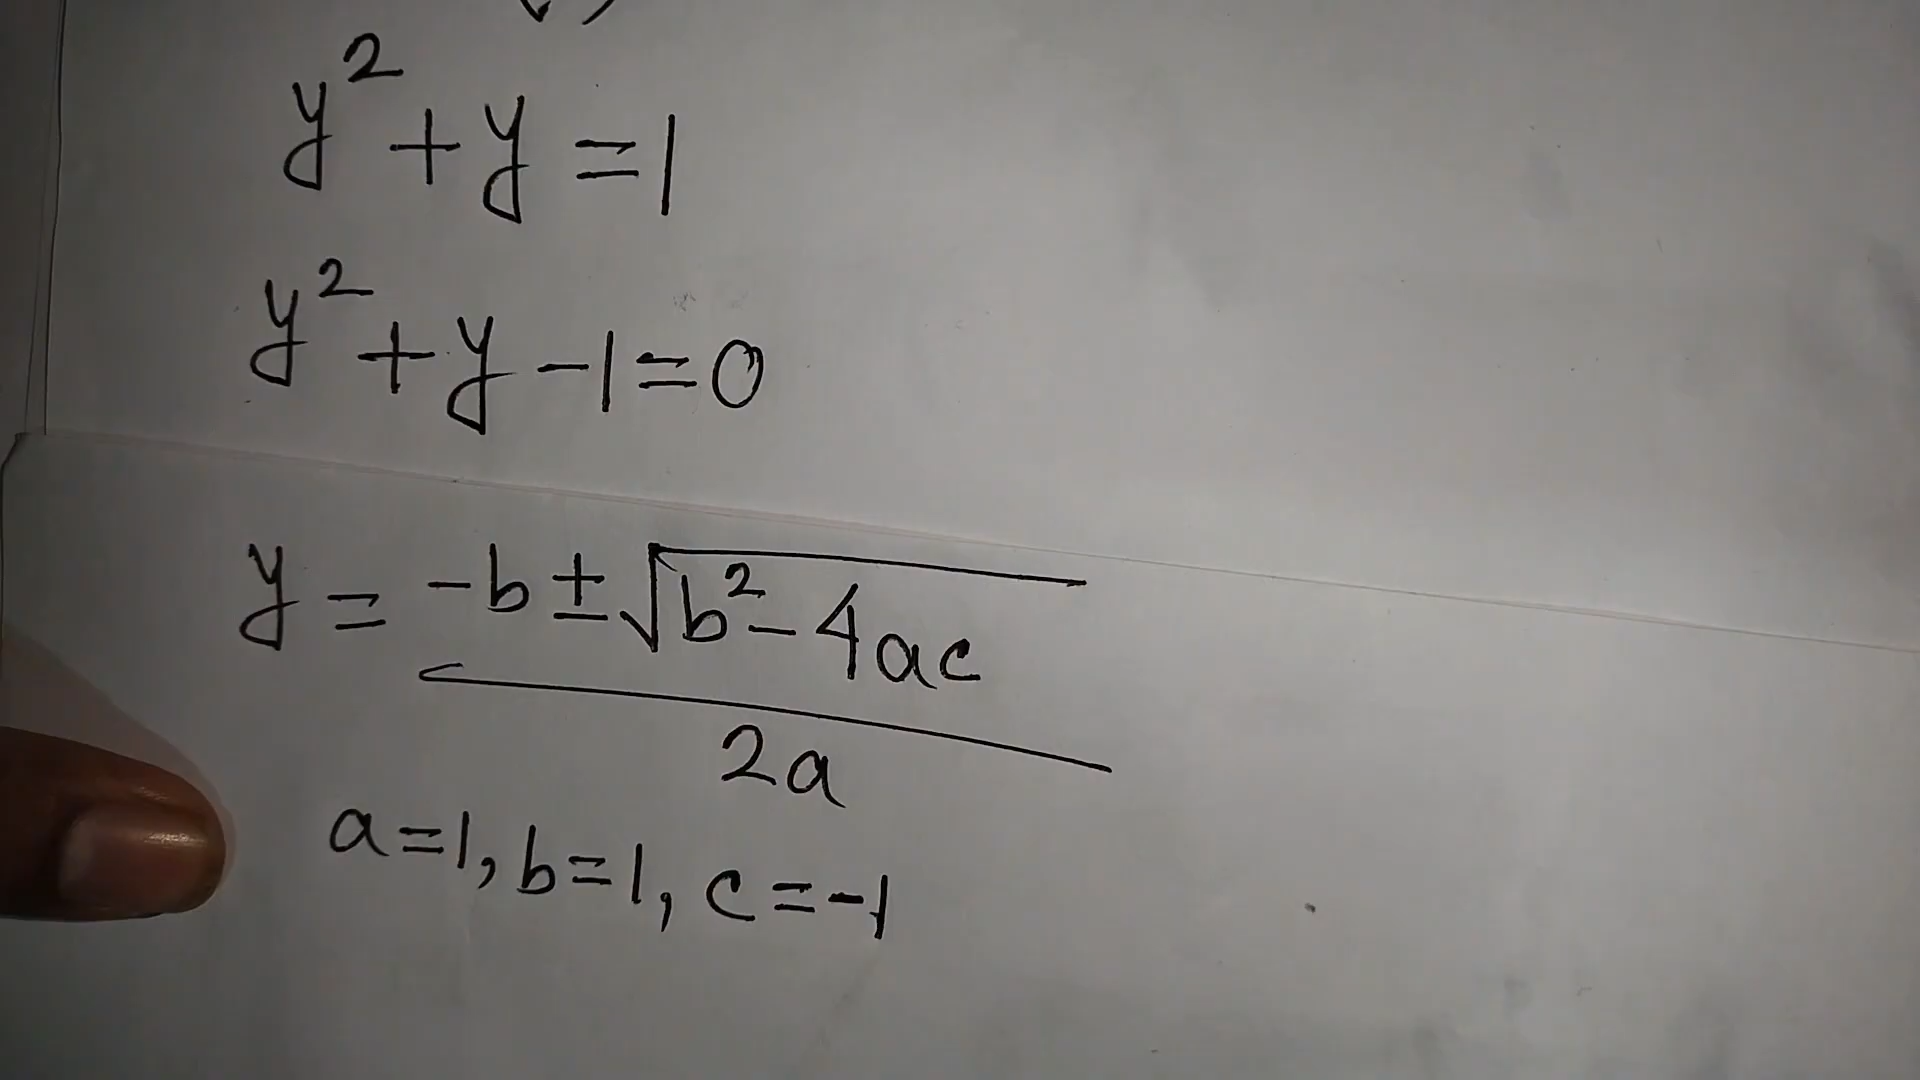 y² + y = 1
y² + y - 1 = 0
y = -b ± √b² - 4ac
2a
a = 1, b = 1, c = -1